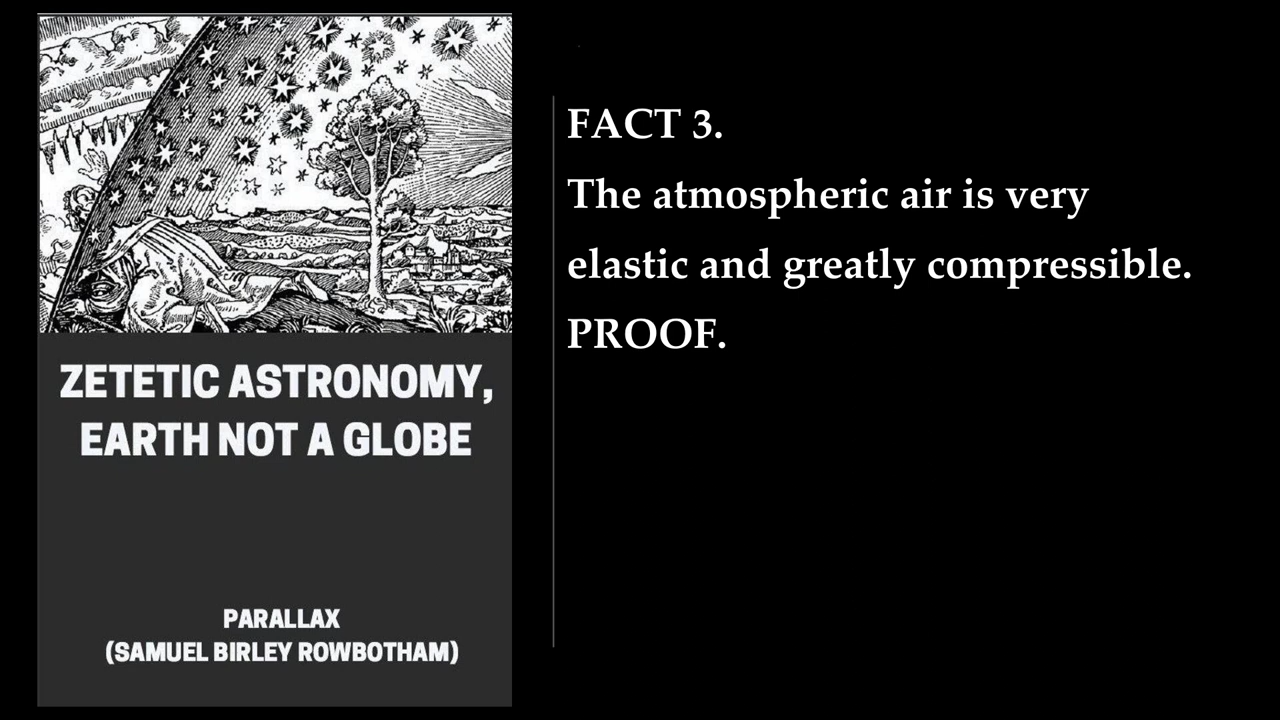 ZETETIC ASTRONOMY,
EARTH NOT A GLOBE
PARALLAX
(SAMUEL BIRLEY ROWBOTHAM)
FACT 3.
The atmospheric air is very
elastic and greatly compressible.
PROOF.